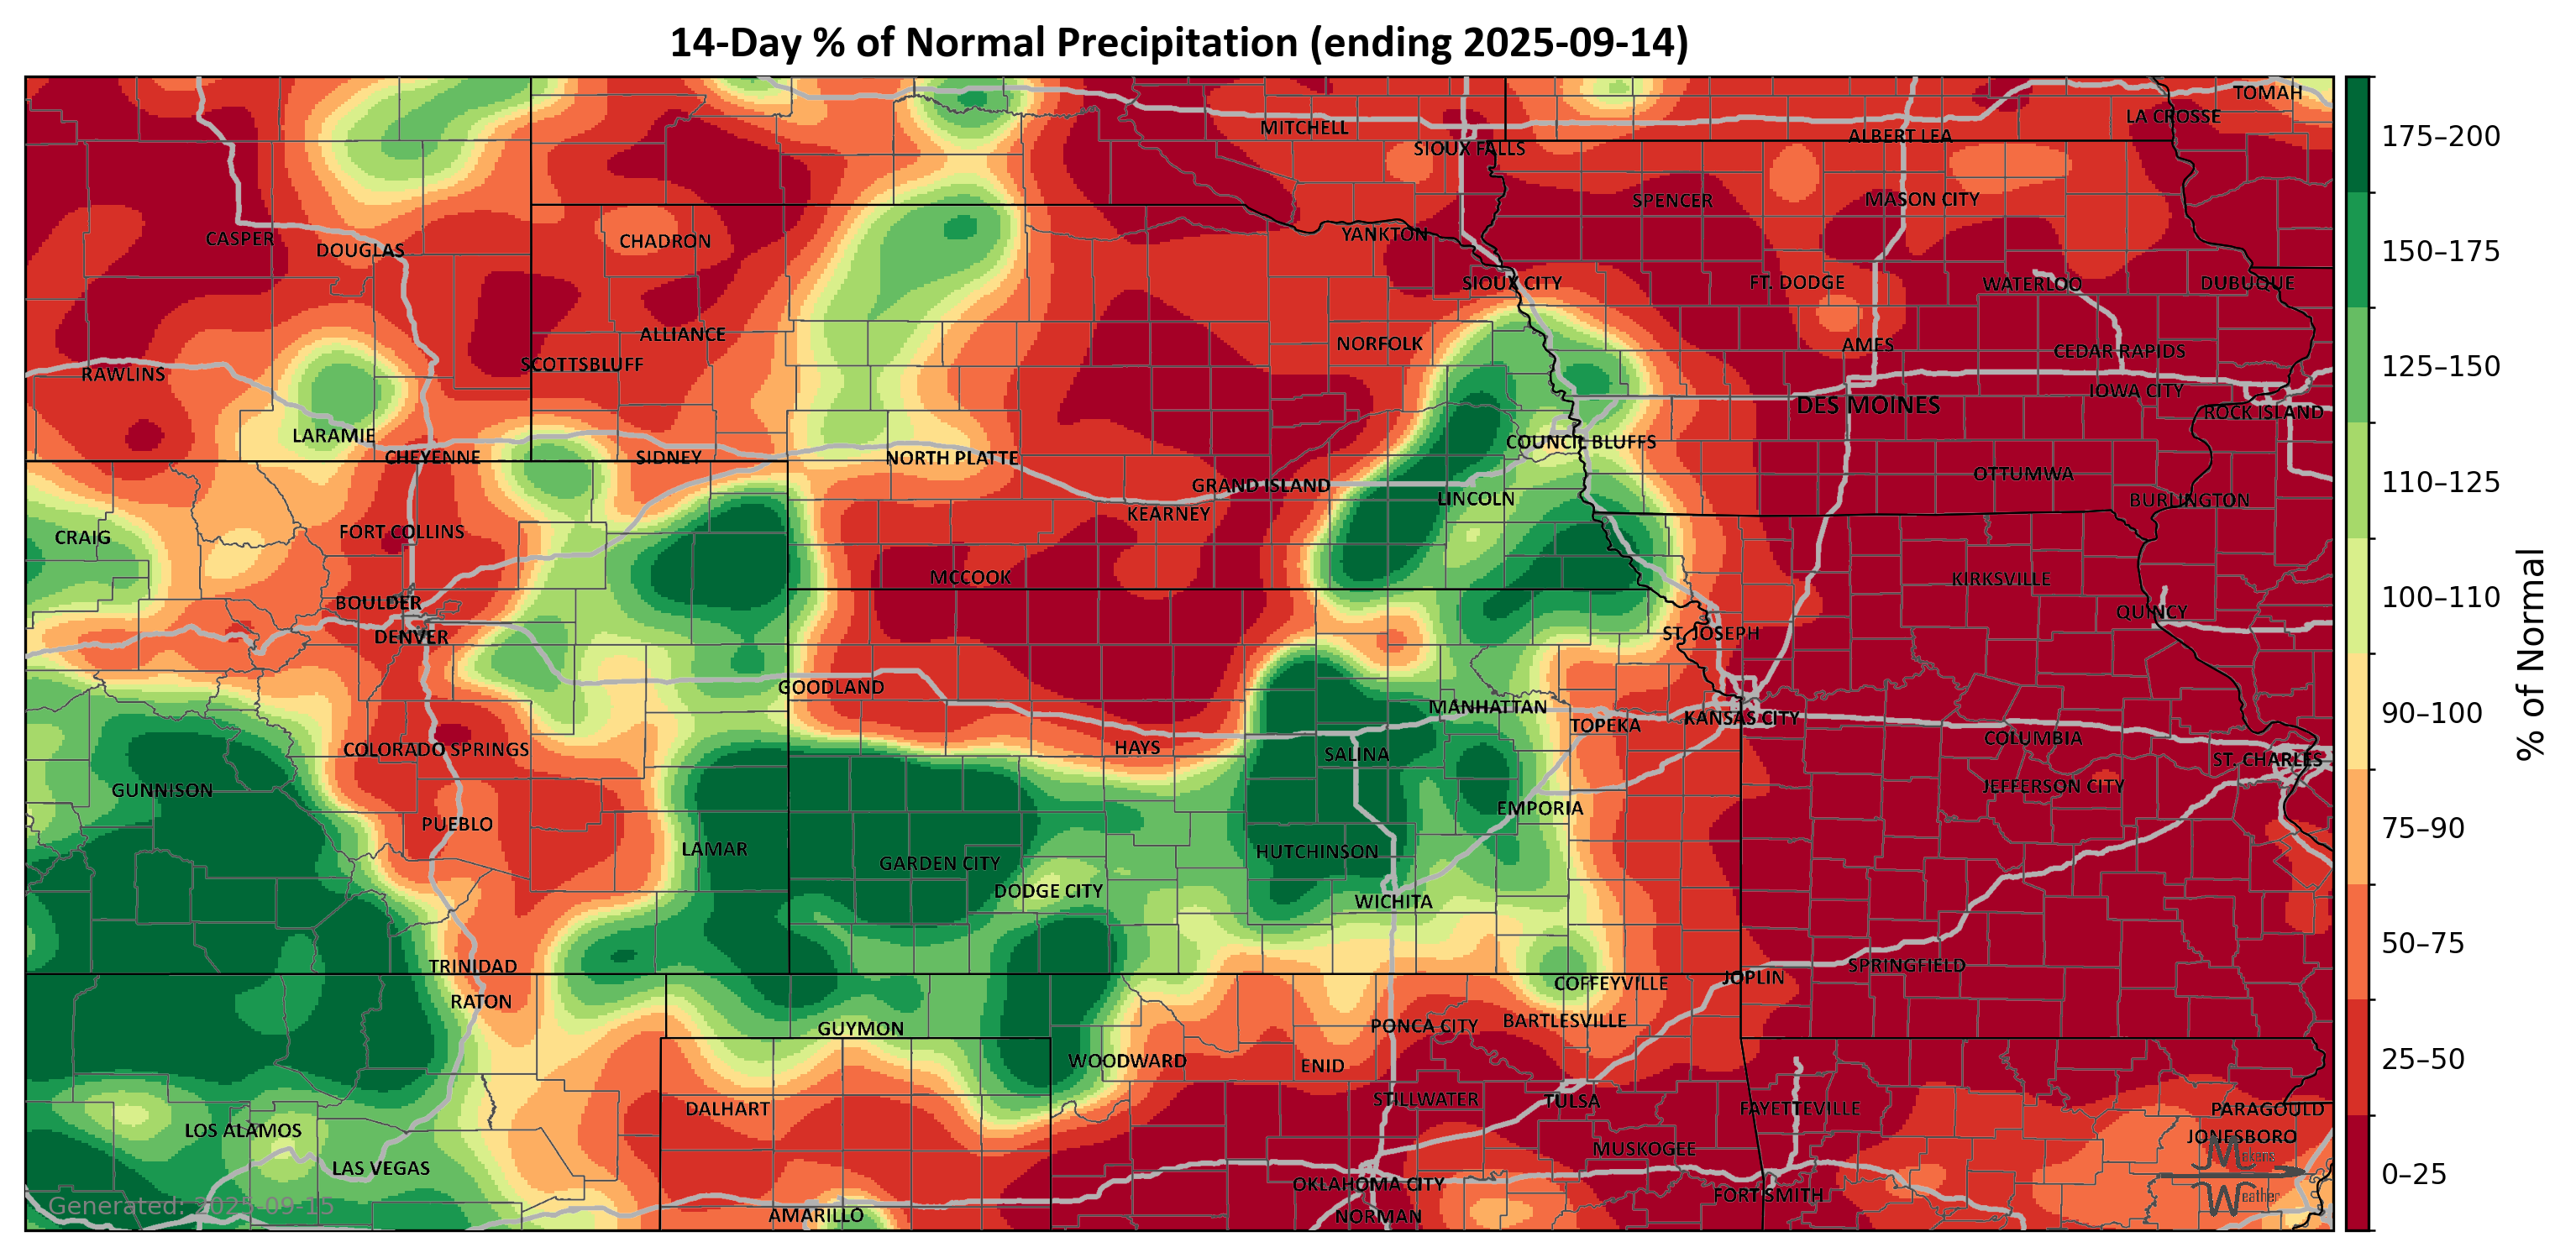 14-Day % of Normal Precipitation (ending 2025-09-14)
TOMAH
LA CROSSE
MITCHELL
ALBERT LEA
SIOUX FALLS
SPENCER
MASON CITY
CASPER
DOUGLAS
CHADRON
YANKTON
SIOUX CITY
FT. DODGE
WATERLOO
DUBUQUE
ALLIANCE
NORFOLK
AMES
CEDAR RAPIDS
SCOTTSBLUFF
RAWLINS
IOWA CITY
DES MOINES
ROCK ISLAND
LARAMIE
COUNCIL BLUFFS
CHEYENNE
SIDNEY
NORTH PLATTE
OTTUMWA
GRAND ISLAND
LINCOLN
BURLINGTON
KEARNEY
CRAIG
FORT COLLINS
MCCOOK
KIRKSVILLE
BOULDER
QUINCY
DENVER
ST. JOSEPH
GOODLAND
MANHATTAN
TOPEKA
KANSAS CITY
COLUMBIA
COLORADO SPRINGS
HAYS
SALINA
ST. CHARLES
GUNNISON
JEFFERSON CITY
EMPORIA
PUEBLO
LAMAR
GARDEN CITY
HUTCHINSON
DODGE CITY
WICHITA
TRINIDAD
SPRINGFIELD
JOPLIN
COFFEYVILLE
RATON
GUYMON
PONCA CITY
BARTLESVILLE
WOODWARD
ENID
STILLWATER
TULSA
DALHART
FAYETTEVILLE
PARAGOULD
LOS ALAMOS
JONESBORO
MUSKOGEE
LAS VEGAS
OKLAHOMA CITY
FORT SMITH
AMARILLO
NORMAN
Generated: 2025-09-15
Makens
Weather
175–200
150–175
125–150
110–125
100–110
90–100
75–90
50–75
25–50
0–25
% of Normal